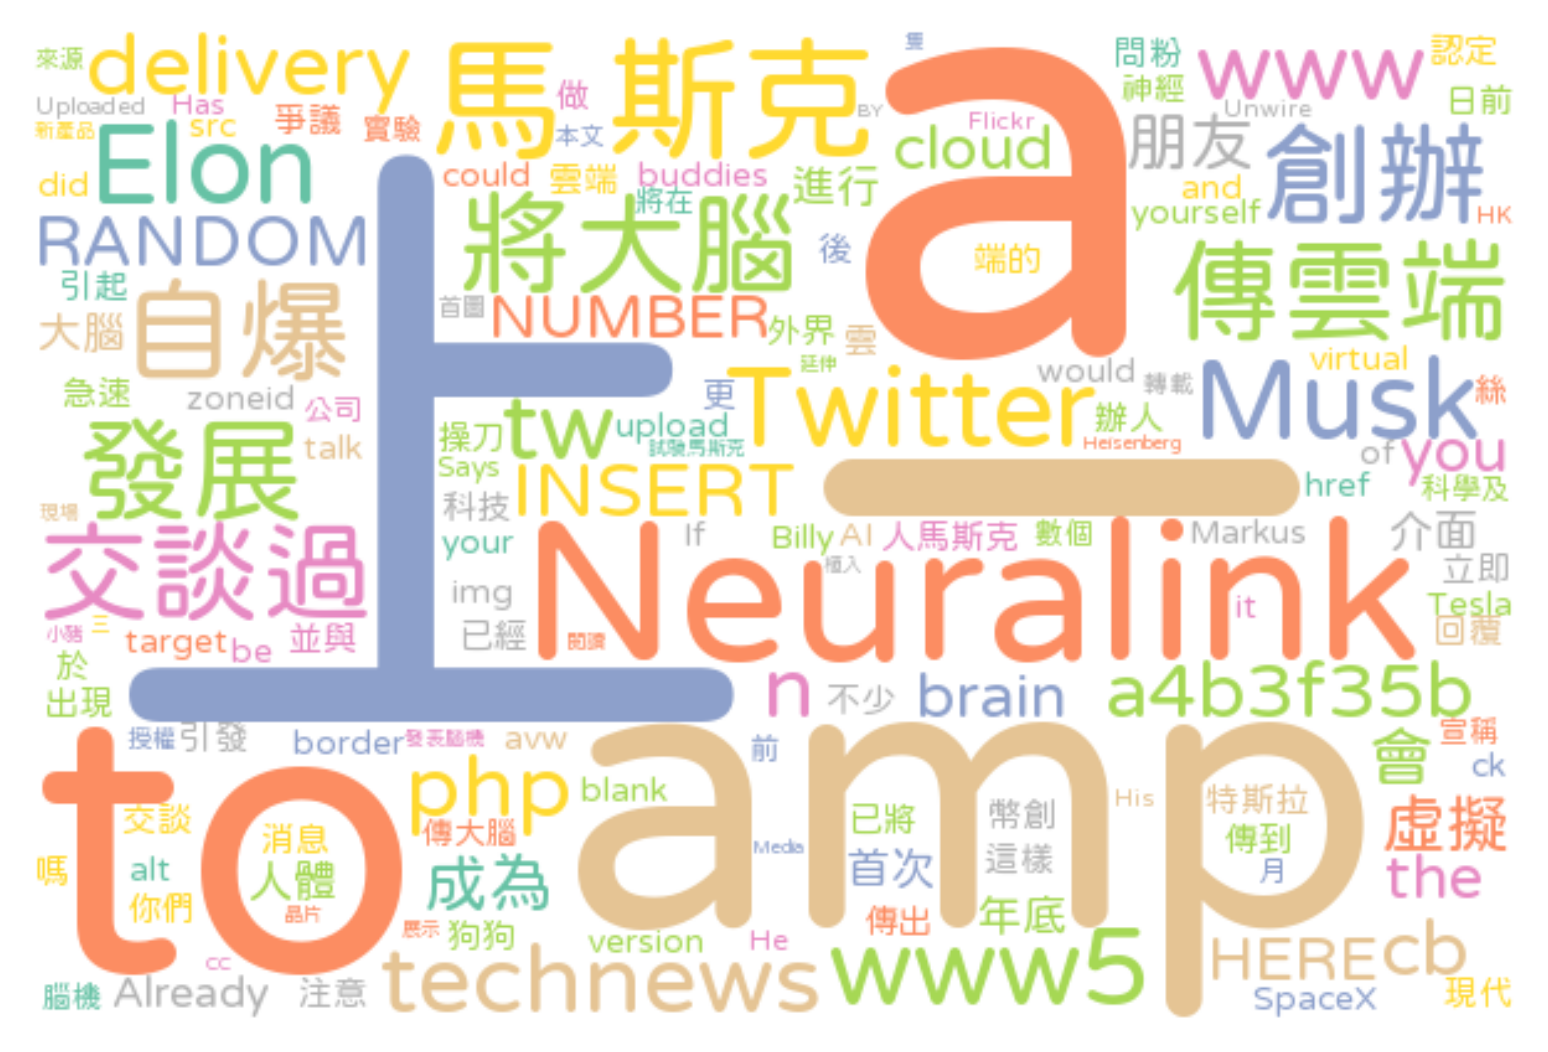 來源 delivery 馬斯克 隻 a 問粉 www 認定
Uploaded Has 爭議 實驗 做 BY 神經 Unwire 日前
新產品 src 本文 Flickr cloud 朋友 創辦
did Elon could 雲端 buddies 進行 and
將在 yourself HK
RANDOM 上 將大腦 後 端的 傳雲端
引起 自爆 首圖 NUMBER 外界 雲
大腦 延伸 virtual
急速 zoneid 公司 更 Twitter would 轉載 Musk 絲
發展 talk 操刀 tw upload 試驗馬斯克 辦人 Heisenberg
Says INSERT 一 of you
科技 href 科學及
現場 交談過 your If Billy AI 人馬斯克 數個 Markus 介面
img Neuralink 植入 立即
小豬 三 target be 並與 已經 閱讀 it Tesla
於 回覆
出現 n 不少 brain a4b3f35b
授權 引發 border 發表腦機 avw 前 宣稱
to php blank amp 會 ck
交談 消息 傳大腦 已將 幣創 His 特斯拉 虛擬
嗎 alt 人體 成為 Media 首次 這樣 傳到 月 the
你們 晶片 展示 狗狗 傳出 年底
cc version He www5 HERE cb
腦機 Already 注意 technews SpaceX 現代